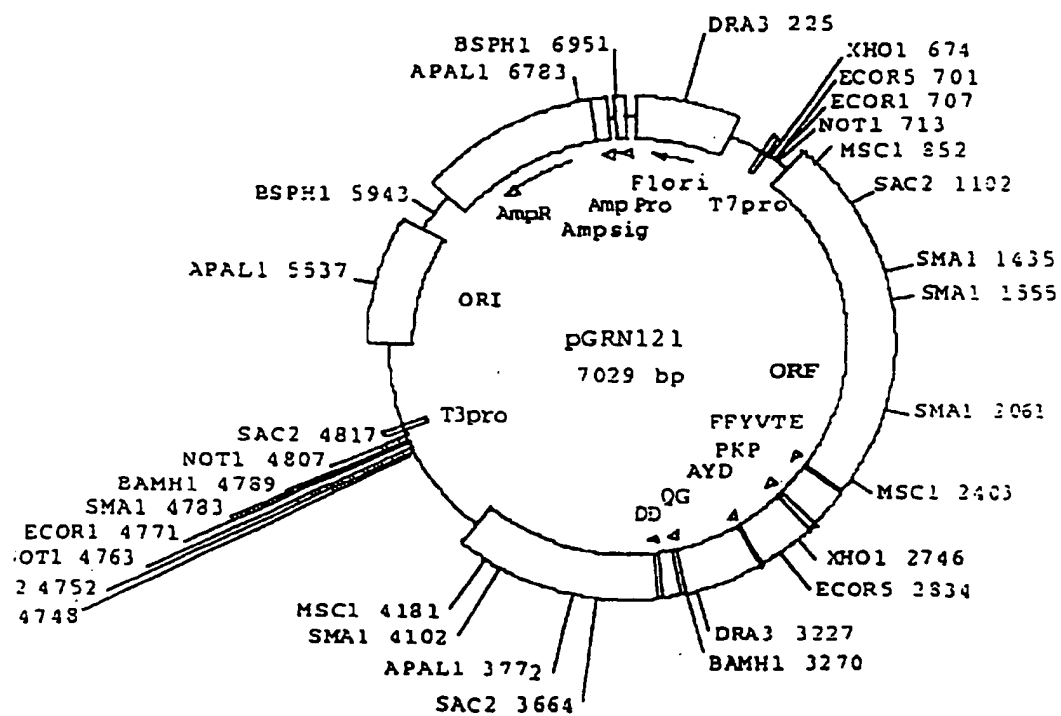 DRA3 225
BSPH1 6951
APAL1 6783
XHO1 674
ECOR5 701
ECOR1 707
NOT1 713
MSC1 852
SAC2 1102
BSPH1 5943
AmpR
Ampsig
Amp Pro
Flori
T7pro
SMA1 1435
SMA1 1555
APAL1 5537
ORI
pGRN121
7029 bp
ORF
SMA1 2061
FFYVTE
PKP
AYD
QG
DD
T3pro
SAC2 4817
NOT1 4807
BAMH1 4789
SMA1 4783
ECOR1 4771
OT1 4763
2 4752
4748
MSC1 2403
XHO1 2746
ECOR5 2834
MSC1 4181
SMA1 4102
APAL1 3772
SAC2 3664
DRA3 3227
BAMH1 3270